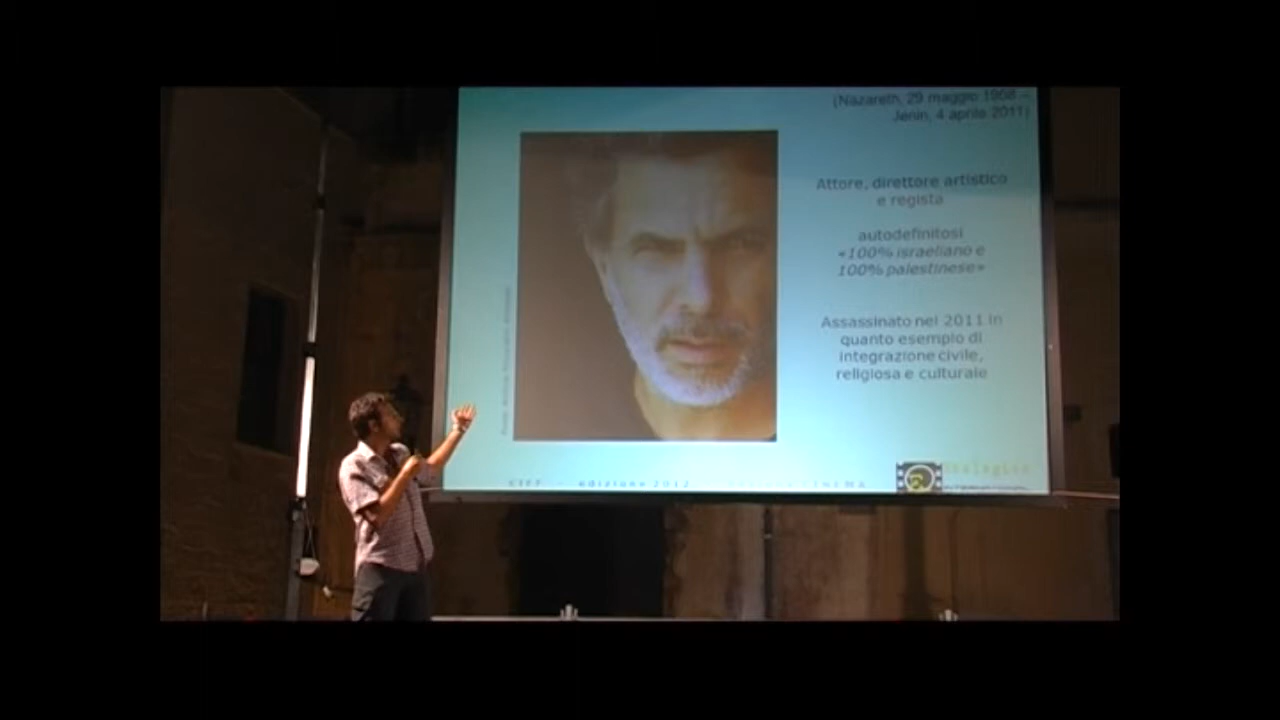 (Nazareth, 29 maggio 1958 –
Jenin, 4 aprile 2011)
Attore, direttore artistico
e regista
autodefinitosi
«100% israeliano e
100% palestinese»
Assassinato nel 2011 in
quanto esempio di
integrazione civile,
religiosa e culturale
edizione 2012
CINEMA